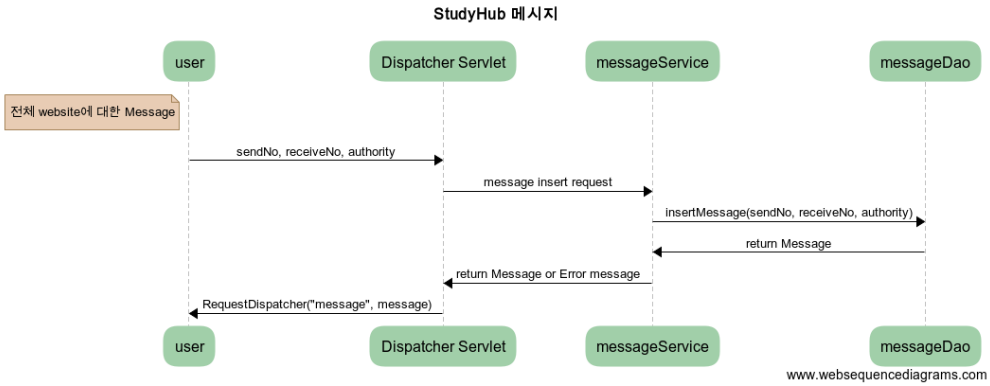 StudyHub 메시지
user
Dispatcher Servlet
messageService
messageDao
전체 website에 대한 Message
sendNo, receiveNo, authority
message insert request
insertMessage(sendNo, receiveNo, authority)
return Message
return Message or Error message
RequestDispatcher("message", message)
user
Dispatcher Servlet
messageService
messageDao
www.websequencediagrams.com